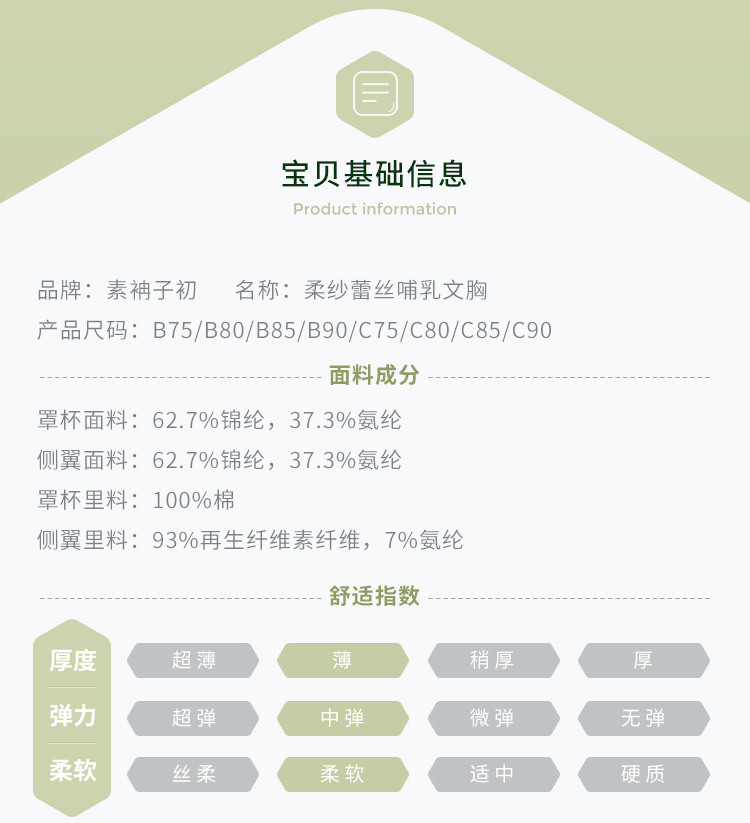 宝贝基础信息
Product information
品牌：素衲子初 名称：柔纱蕾丝哺乳文胸
产品尺码：B75/B80/B85/B90/C75/C80/C85/C90
面料成分
罩杯面料：62.7%锦纶，37.3%氨纶
侧翼面料：62.7%锦纶，37.3%氨纶
罩杯里料：100%棉
侧翼里料：93%再生纤维素纤维，7%氨纶
舒适指数
厚度 超薄 薄 稍厚 厚
弹力 超弹 中弹 微弹 无弹
柔软 丝柔 柔软 适中 硬质